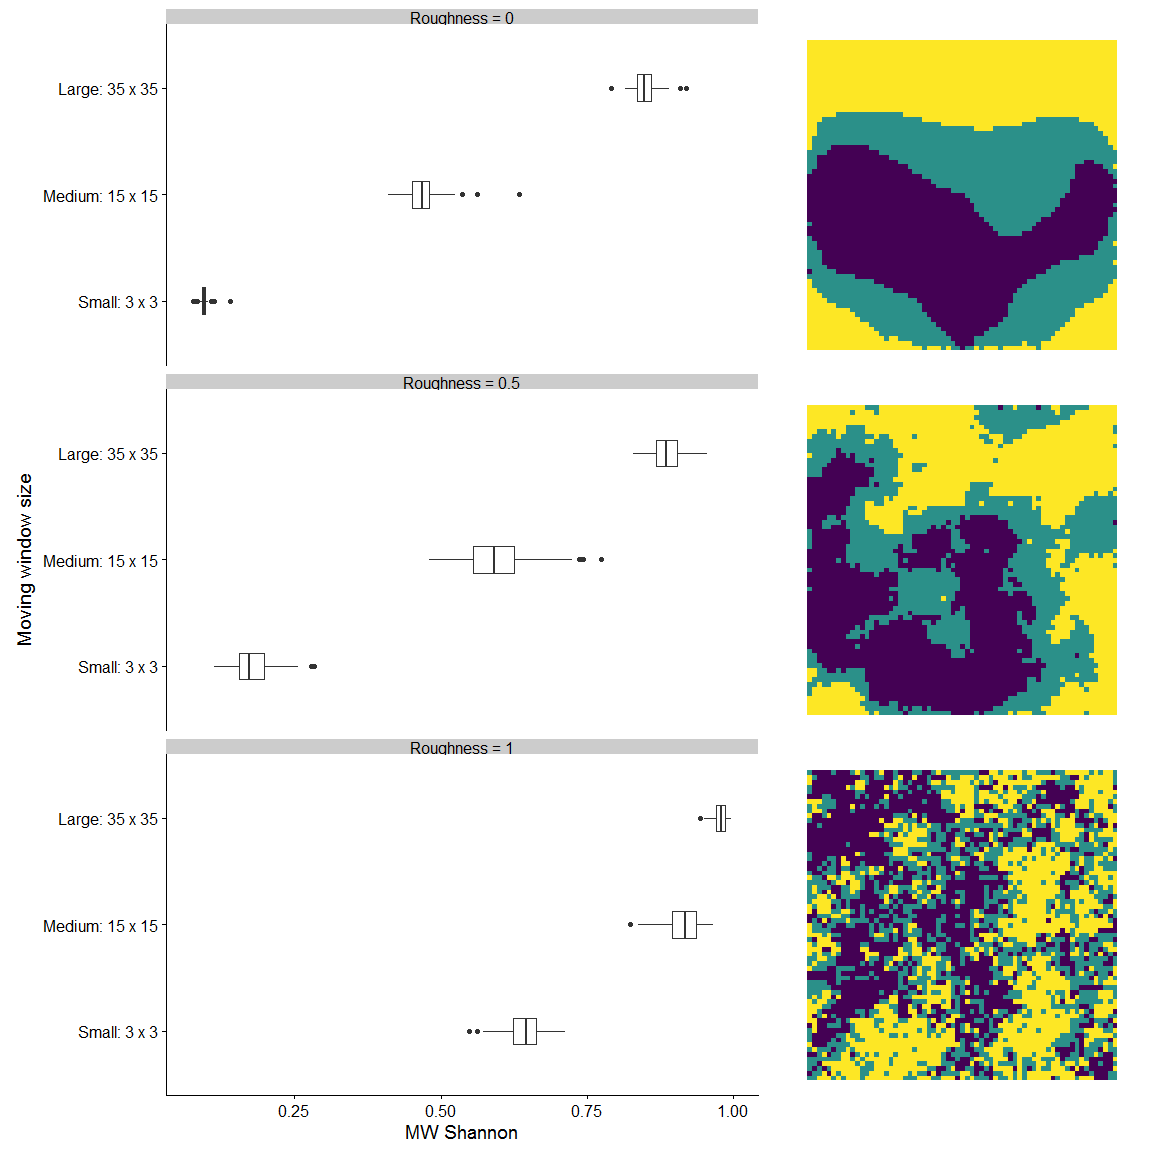 Roughness = 0
Large: 35 x 35
Medium: 15 x 15
Small: 3 x 3
Roughness = 0.5
Large: 35 x 35
Medium: 15 x 15
Small: 3 x 3
Moving window size
Roughness = 1
Large: 35 x 35
Medium: 15 x 15
Small: 3 x 3
0.25 0.50 0.75 1.00
MW Shannon